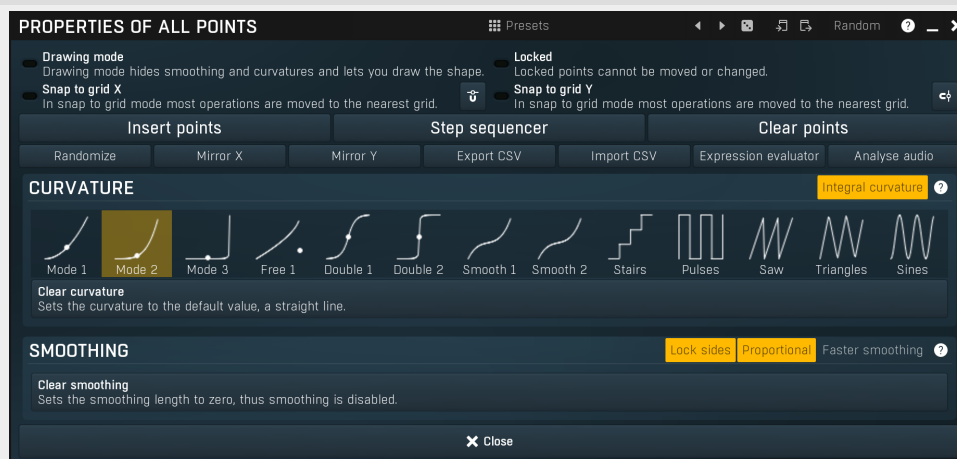 PROPERTIES OF ALL POINTS Presets Random ?
Drawing mode
Drawing mode hides smoothing and curvatures and lets you draw the shape.
Locked
Locked points cannot be moved or changed.
Snap to grid X
In snap to grid mode most operations are moved to the nearest grid.
Snap to grid Y
In snap to grid mode most operations are moved to the nearest grid.
Insert points Step sequencer Clear points
Randomize Mirror X Mirror Y Export CSV Import CSV Expression evaluator Analyse audio
CURVATURE Integral curvature ?
Mode 1 Mode 2 Mode 3 Free 1 Double 1 Double 2 Smooth 1 Smooth 2 Stairs Pulses Saw Triangles Sines
Clear curvature
Sets the curvature to the default value, a straight line.
SMOOTHING Lock sides Proportional Faster smoothing ?
Clear smoothing
Sets the smoothing length to zero, thus smoothing is disabled.
Close